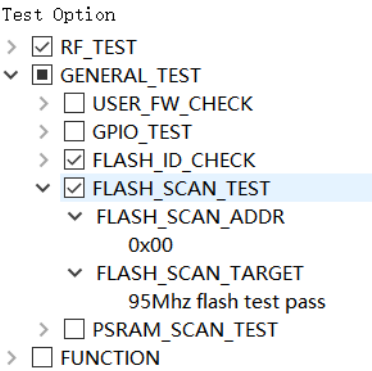 Test Option
RF_TEST
GENERAL_TEST
USER_FW_CHECK
GPIO_TEST
FLASH_ID_CHECK
FLASH_SCAN_TEST
FLASH_SCAN_ADDR
0x00
FLASH_SCAN_TARGET
95Mhz flash test pass
PSRAM_SCAN_TEST
FUNCTION